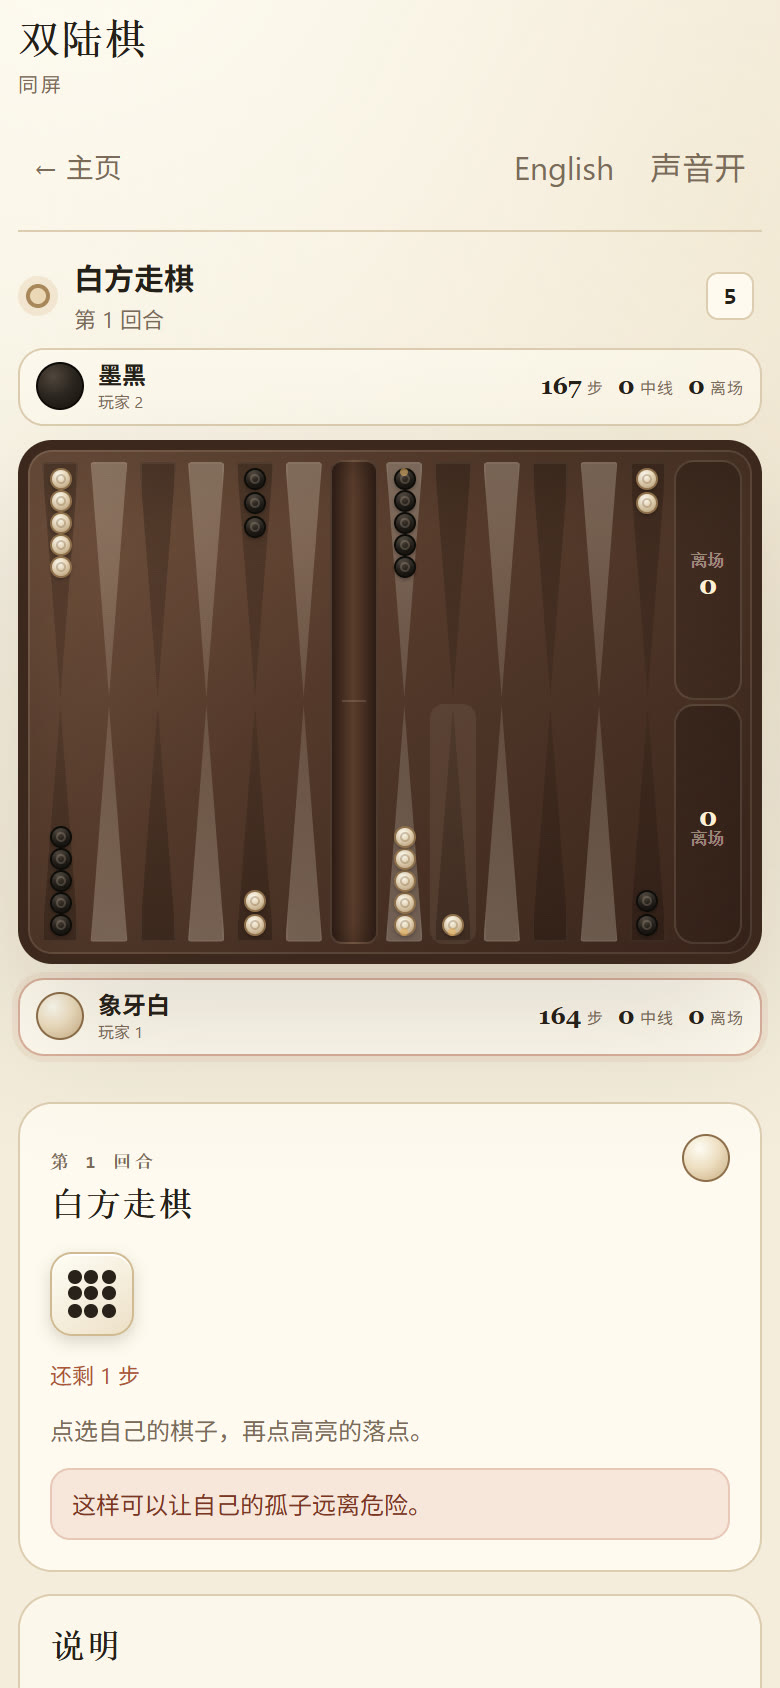 双陆棋
同屏
← 主页
English 声音开
白方走棋
第 1 回合
5
墨黑
玩家 2
167 步 0 中线 0 离场
离场
0
0
离场
象牙白
玩家 1
164 步 0 中线 0 离场
第 1 回合
白方走棋
还剩 1 步
点选自己的棋子，再点高亮的落点。
这样可以让自己的孤子远离危险。
说明